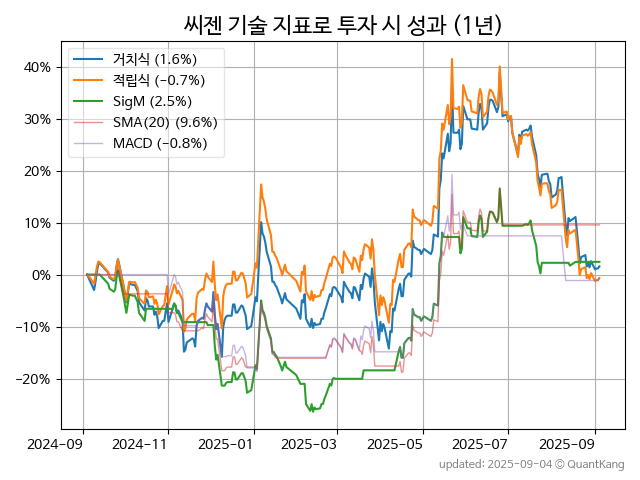 씨젠 기술 지표로 투자 시 성과 (1년)
거치식 (1.6%)
적립식 (−0.7%)
SigM (2.5%)
SMA(20) (9.6%)
MACD (−0.8%)
40%
30%
20%
10%
0%
−10%
−20%
2024-09 2024-11 2025-01 2025-03 2025-05 2025-07 2025-09
updated: 2025-09-04 ⓒ QuantKang